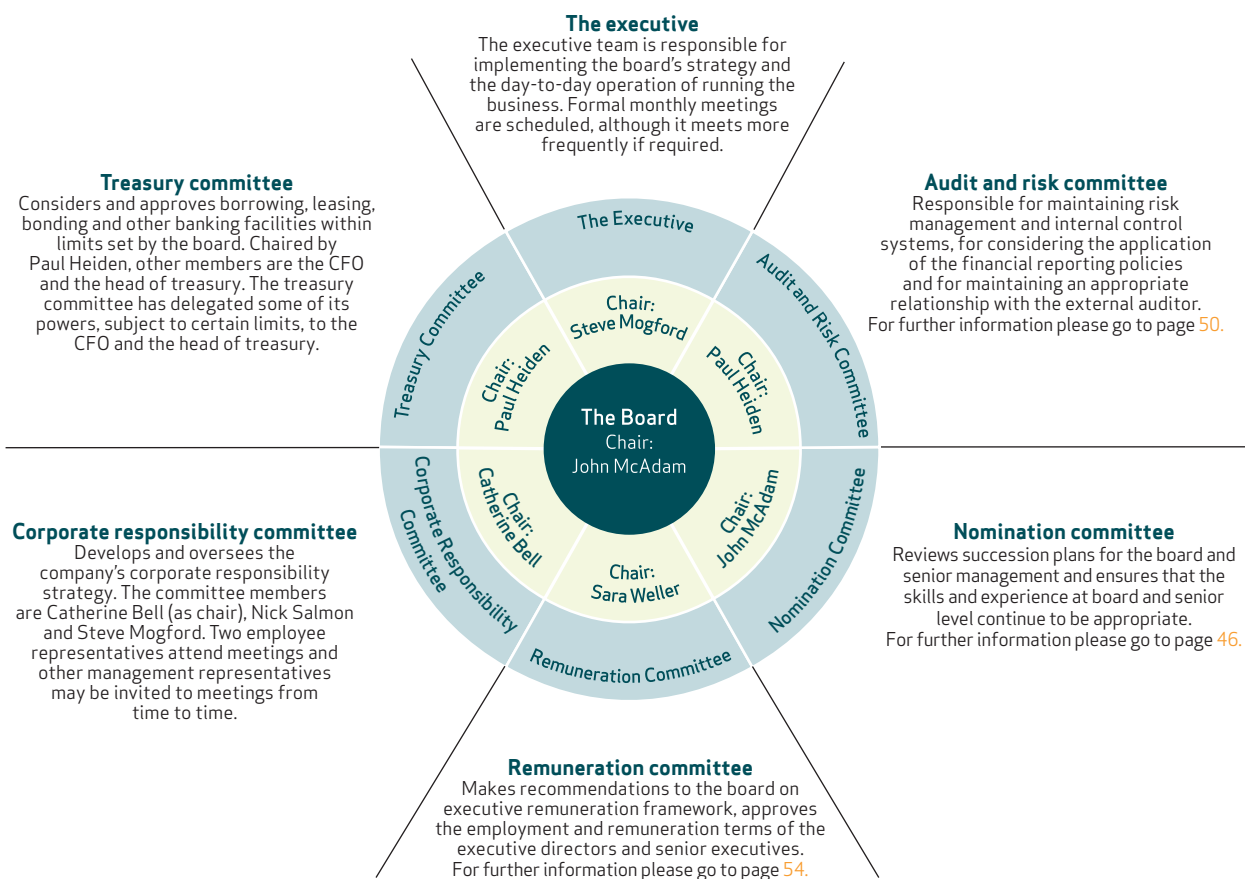 The executive
The executive team is responsible for
implementing the board's strategy and
the day-to-day operation of running the
business. Formal monthly meetings
are scheduled, although it meets more
frequently if required.
Treasury committee
Considers and approves borrowing, leasing,
bonding and other banking facilities within
limits set by the board. Chaired by
Paul Heiden, other members are the CFO
and the head of treasury. The treasury
committee has delegated some of its
powers, subject to certain limits, to the
CFO and the head of treasury.
Audit and risk committee
Responsible for maintaining risk
management and internal control
systems, for considering the application
of the financial reporting policies
and for maintaining an appropriate
relationship with the external auditor.
For further information please go to page 50.
The Executive
Chair:
Steve Mogford
Treasury Committee
Chair:
Paul Heiden
Audit and Risk Committee
Chair:
Paul Heiden
The Board
Chair:
John McAdam
Corporate Responsibility
Committee
Chair:
Catherine Bell
Nomination Committee
Chair:
John McAdam
Chair:
Sara Weller
Remuneration Committee
Corporate responsibility committee
Develops and oversees the
company's corporate responsibility
strategy. The committee members
are Catherine Bell (as chair), Nick Salmon
and Steve Mogford. Two employee
representatives attend meetings and
other management representatives
may be invited to meetings from
time to time.
Nomination committee
Reviews succession plans for the board and
senior management and ensures that the
skills and experience at board and senior
level continue to be appropriate.
For further information please go to page 46.
Remuneration committee
Makes recommendations to the board on
executive remuneration framework, approves
the employment and remuneration terms of the
executive directors and senior executives.
For further information please go to page 54.